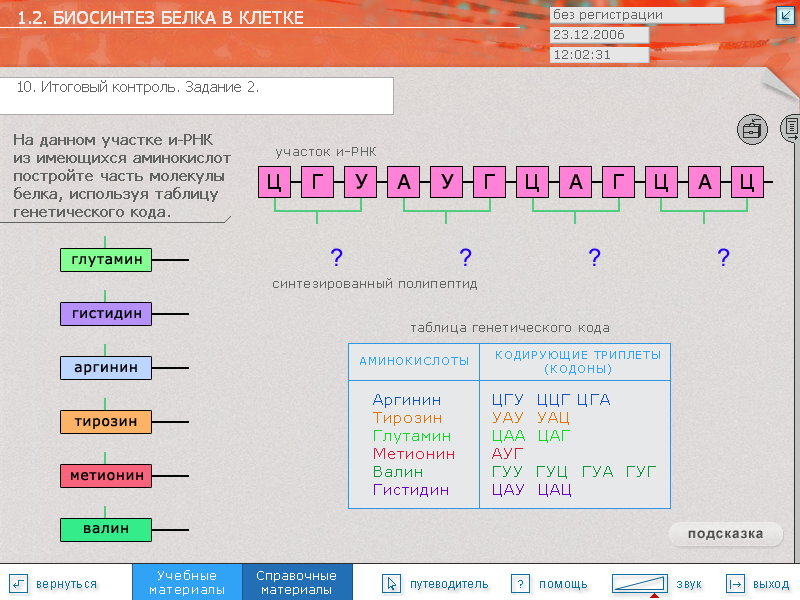 1.2. БИОСИНТЕЗ БЕЛКА В КЛЕТКЕ
без регистрации
23.12.2006
12:02:31
10. Итоговый контроль. Задание 2.
На данном участке и-РНК
из имеющихся аминокислот
постройте часть молекулы
белка, используя таблицу
генетического кода.
участок и-РНК
Ц Г У А У Г Ц А Г Ц А Ц
? ? ? ?
синтезированный полипептид
глутамин
гистидин
аргинин
тирозин
метионин
валин
таблица генетического кода
АМИНОКИСЛОТЫ
КОДИРУЮЩИЕ ТРИПЛЕТЫ
(КОДОНЫ)
Аргинин ЦГУ ЦЦГ ЦГА
Тирозин УАУ УАЦ
Глутамин ЦАА ЦАГ
Метионин АУГ
Валин ГУУ ГУЦ ГУА ГУГ
Гистидин ЦАУ ЦАЦ
подсказка
вернуться
Учебные
материалы
Справочные
материалы
путеводитель
? помощь
звук
выход